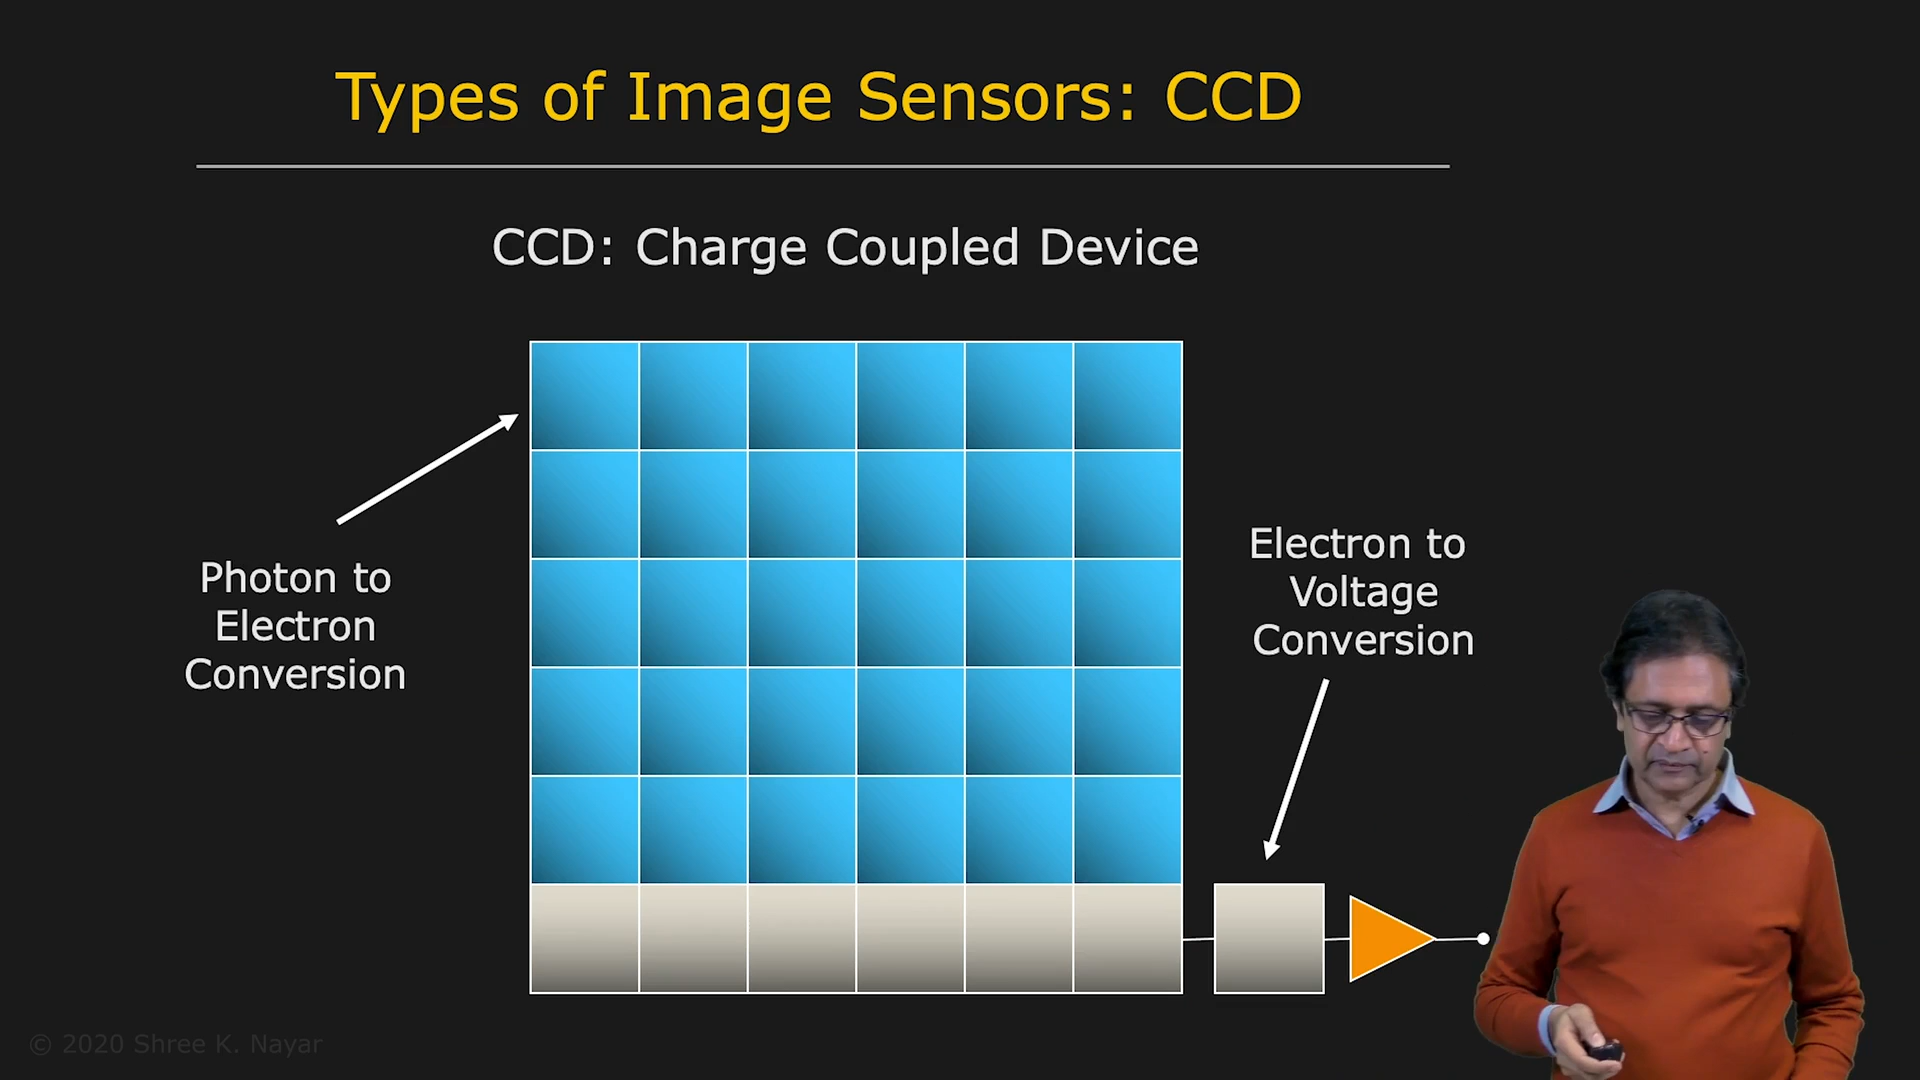 Types of Image Sensors: CCD
CCD: Charge Coupled Device
Photon to
Electron
Conversion
Electron to
Voltage
Conversion
© 2020 Shree K. Nayar